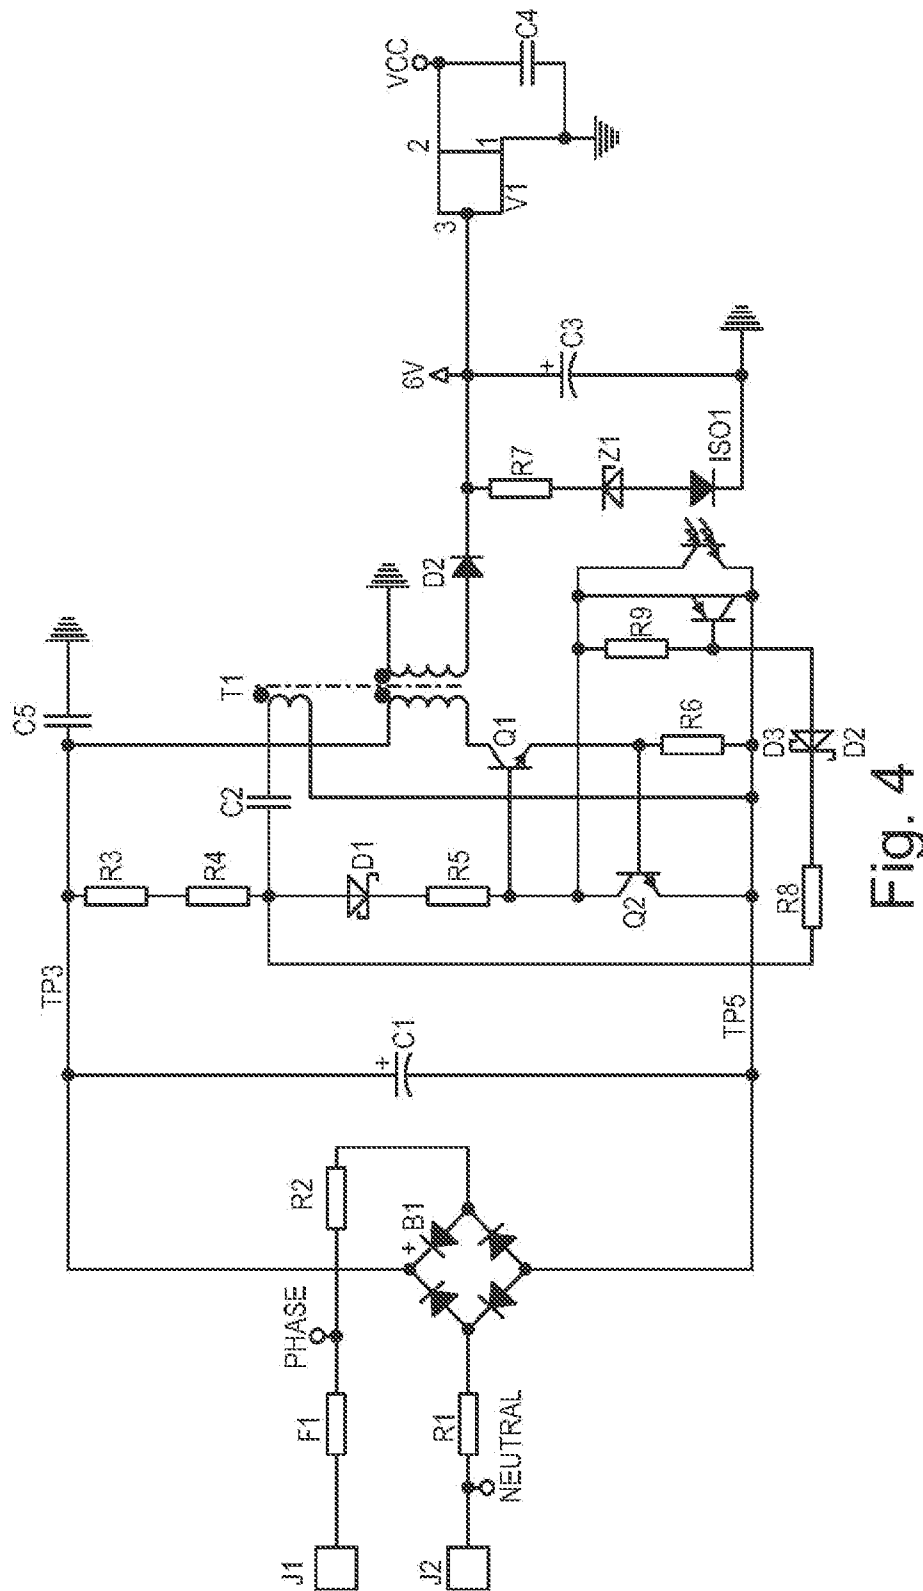 J1
F1
PHASE
R2
J2
NEUTRAL
R1
+
B1
+
C1
TP3
TP5
R3
R4
C2
D1
R5
Q2
R8
C5
T1
Q1
R6
D3
D2
R9
D2
R7
Z1
ISO1
6V
+
C3
3
V1
2
1
VCC
C4
Fig. 4